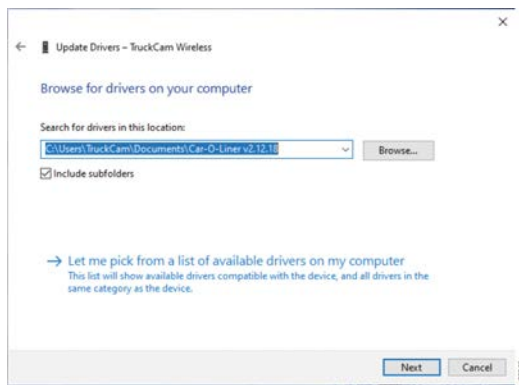 Update Drivers – TruckCam Wireless
Browse for drivers on your computer
Search for drivers in this location:
C:\Users\TruckCam\Documents\Car-O-Liner v2.12.18
Browse...
Include subfolders
Let me pick from a list of available drivers on my computer
This list will show available drivers compatible with the device, and all drivers in the
same category as the device.
Next
Cancel